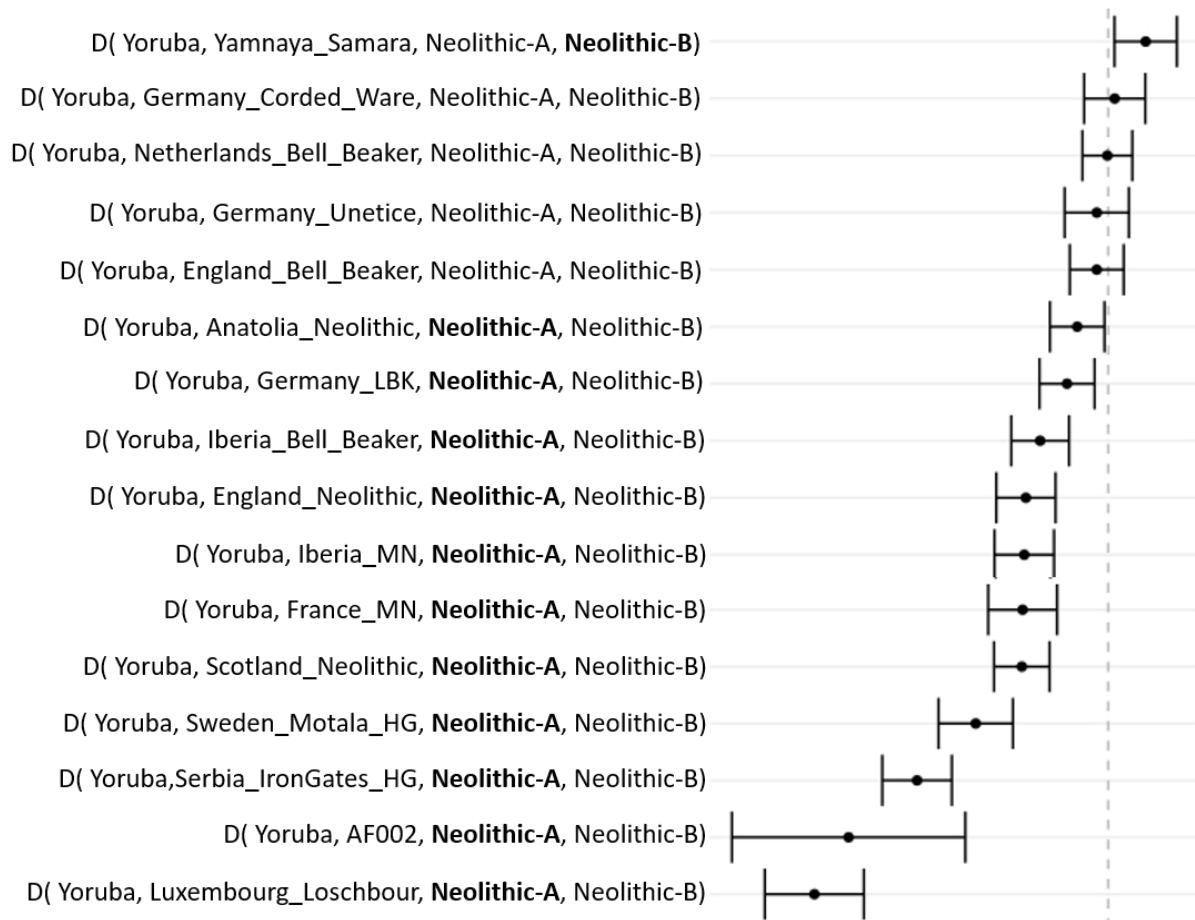 D( Yoruba, Yamnaya_Samara, Neolithic-A, Neolithic-B)
D( Yoruba, Germany_Corded_Ware, Neolithic-A, Neolithic-B)
D( Yoruba, Netherlands_Bell_Beaker, Neolithic-A, Neolithic-B)
D( Yoruba, Germany_Unetice, Neolithic-A, Neolithic-B)
D( Yoruba, England_Bell_Beaker, Neolithic-A, Neolithic-B)
D( Yoruba, Anatolia_Neolithic, Neolithic-A, Neolithic-B)
D( Yoruba, Germany_LBK, Neolithic-A, Neolithic-B)
D( Yoruba, Iberia_Bell_Beaker, Neolithic-A, Neolithic-B)
D( Yoruba, England_Neolithic, Neolithic-A, Neolithic-B)
D( Yoruba, Iberia_MN, Neolithic-A, Neolithic-B)
D( Yoruba, France_MN, Neolithic-A, Neolithic-B)
D( Yoruba, Scotland_Neolithic, Neolithic-A, Neolithic-B)
D( Yoruba, Sweden_Motala_HG, Neolithic-A, Neolithic-B)
D( Yoruba,Serbia_IronGates_HG, Neolithic-A, Neolithic-B)
D( Yoruba, AF002, Neolithic-A, Neolithic-B)
D( Yoruba, Luxembourg_Loschbour, Neolithic-A, Neolithic-B)